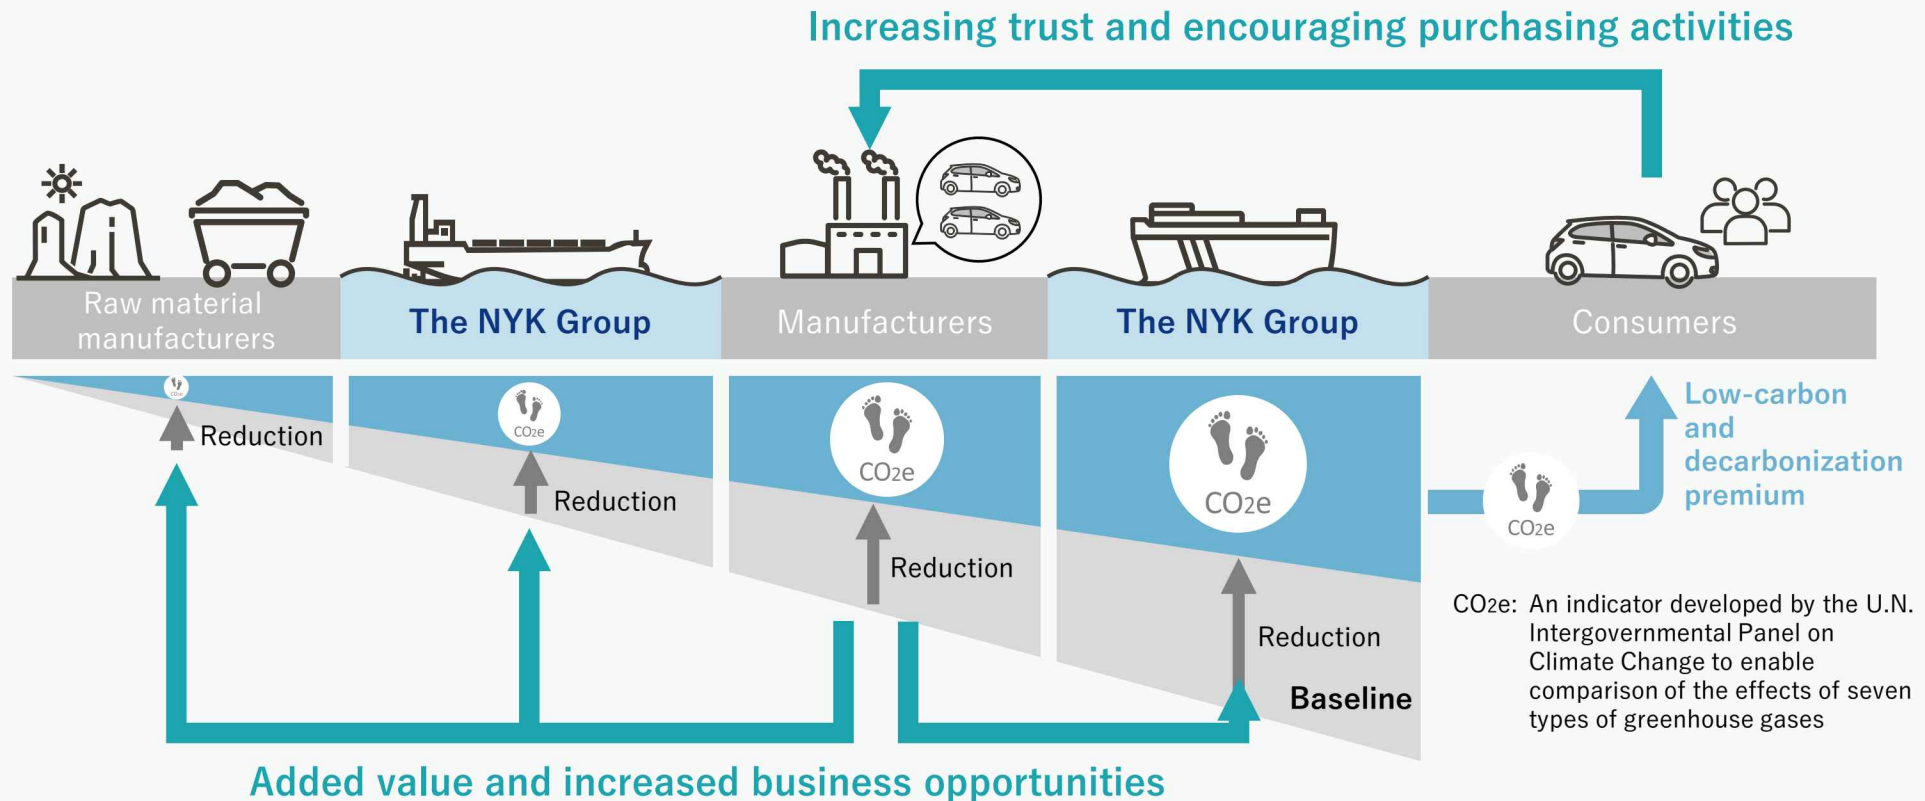 Increasing trust and encouraging purchasing activities
Raw material
manufacturers
The NYK Group
Manufacturers
The NYK Group
Consumers
CO2e
Reduction
CO2e
Reduction
CO2e
Reduction
CO2e
Reduction
Baseline
CO2e
Low-carbon
and
decarbonization
premium
CO2e: An indicator developed by the U.N.
Intergovernmental Panel on
Climate Change to enable
comparison of the effects of seven
types of greenhouse gases
Added value and increased business opportunities